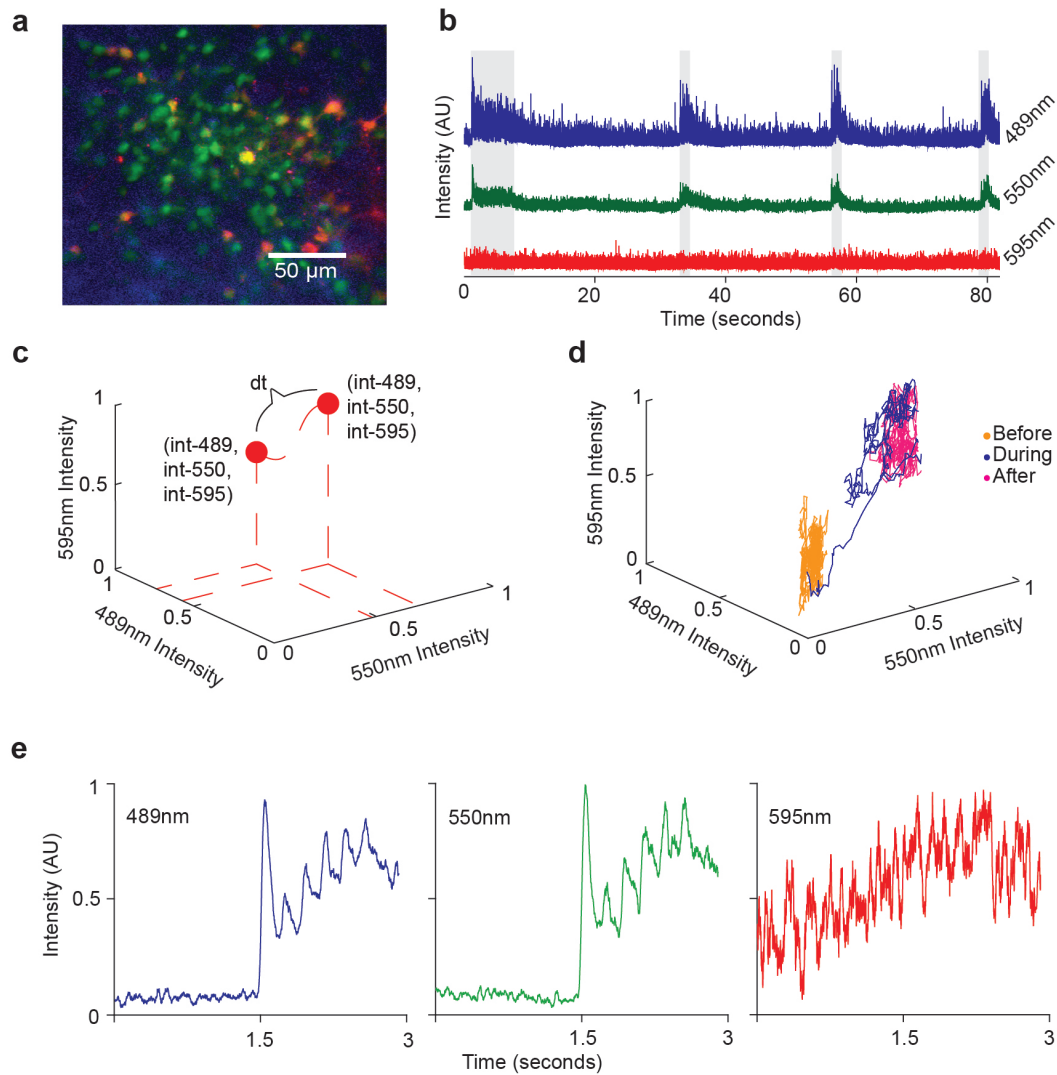 a
50 µm
b
Intensity (AU)
489nm
550nm
595nm
0 20 40 60 80
Time (seconds)
c
1
0.5
0
595nm Intensity
dt
(int-489,
int-550,
int-595)
(int-489,
int-550,
int-595)
1
0.5
0
489nm Intensity
0
0.5
1
550nm Intensity
d
1
0.5
0
595nm Intensity
Before
During
After
1
0.5
0
489nm Intensity
0
0.5
1
550nm Intensity
e
Intensity (AU)
1
0.5
0
489nm
550nm
595nm
1.5 3 1.5 3 1.5 3
Time (seconds)